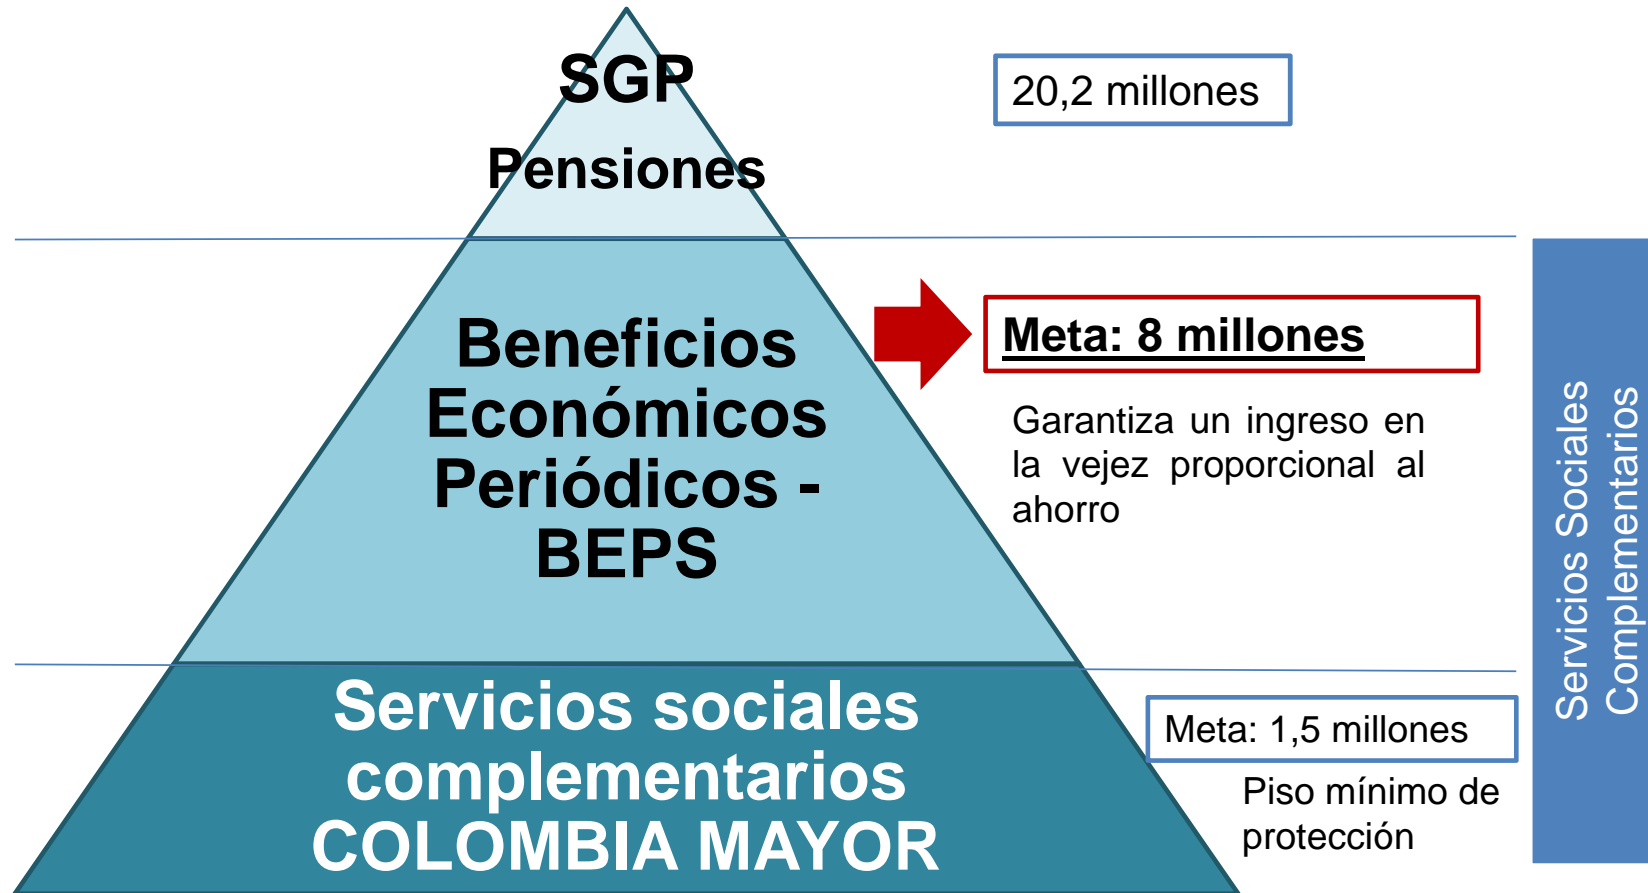 SGP
Pensiones
20,2 millones
Beneficios
Económicos
Periódicos -
BEPS
Meta: 8 millones
Garantiza un ingreso en
la vejez proporcional al
ahorro
Servicios sociales
complementarios
COLOMBIA MAYOR
Meta: 1,5 millones
Piso mínimo de
protección
Servicios Sociales
Complementarios